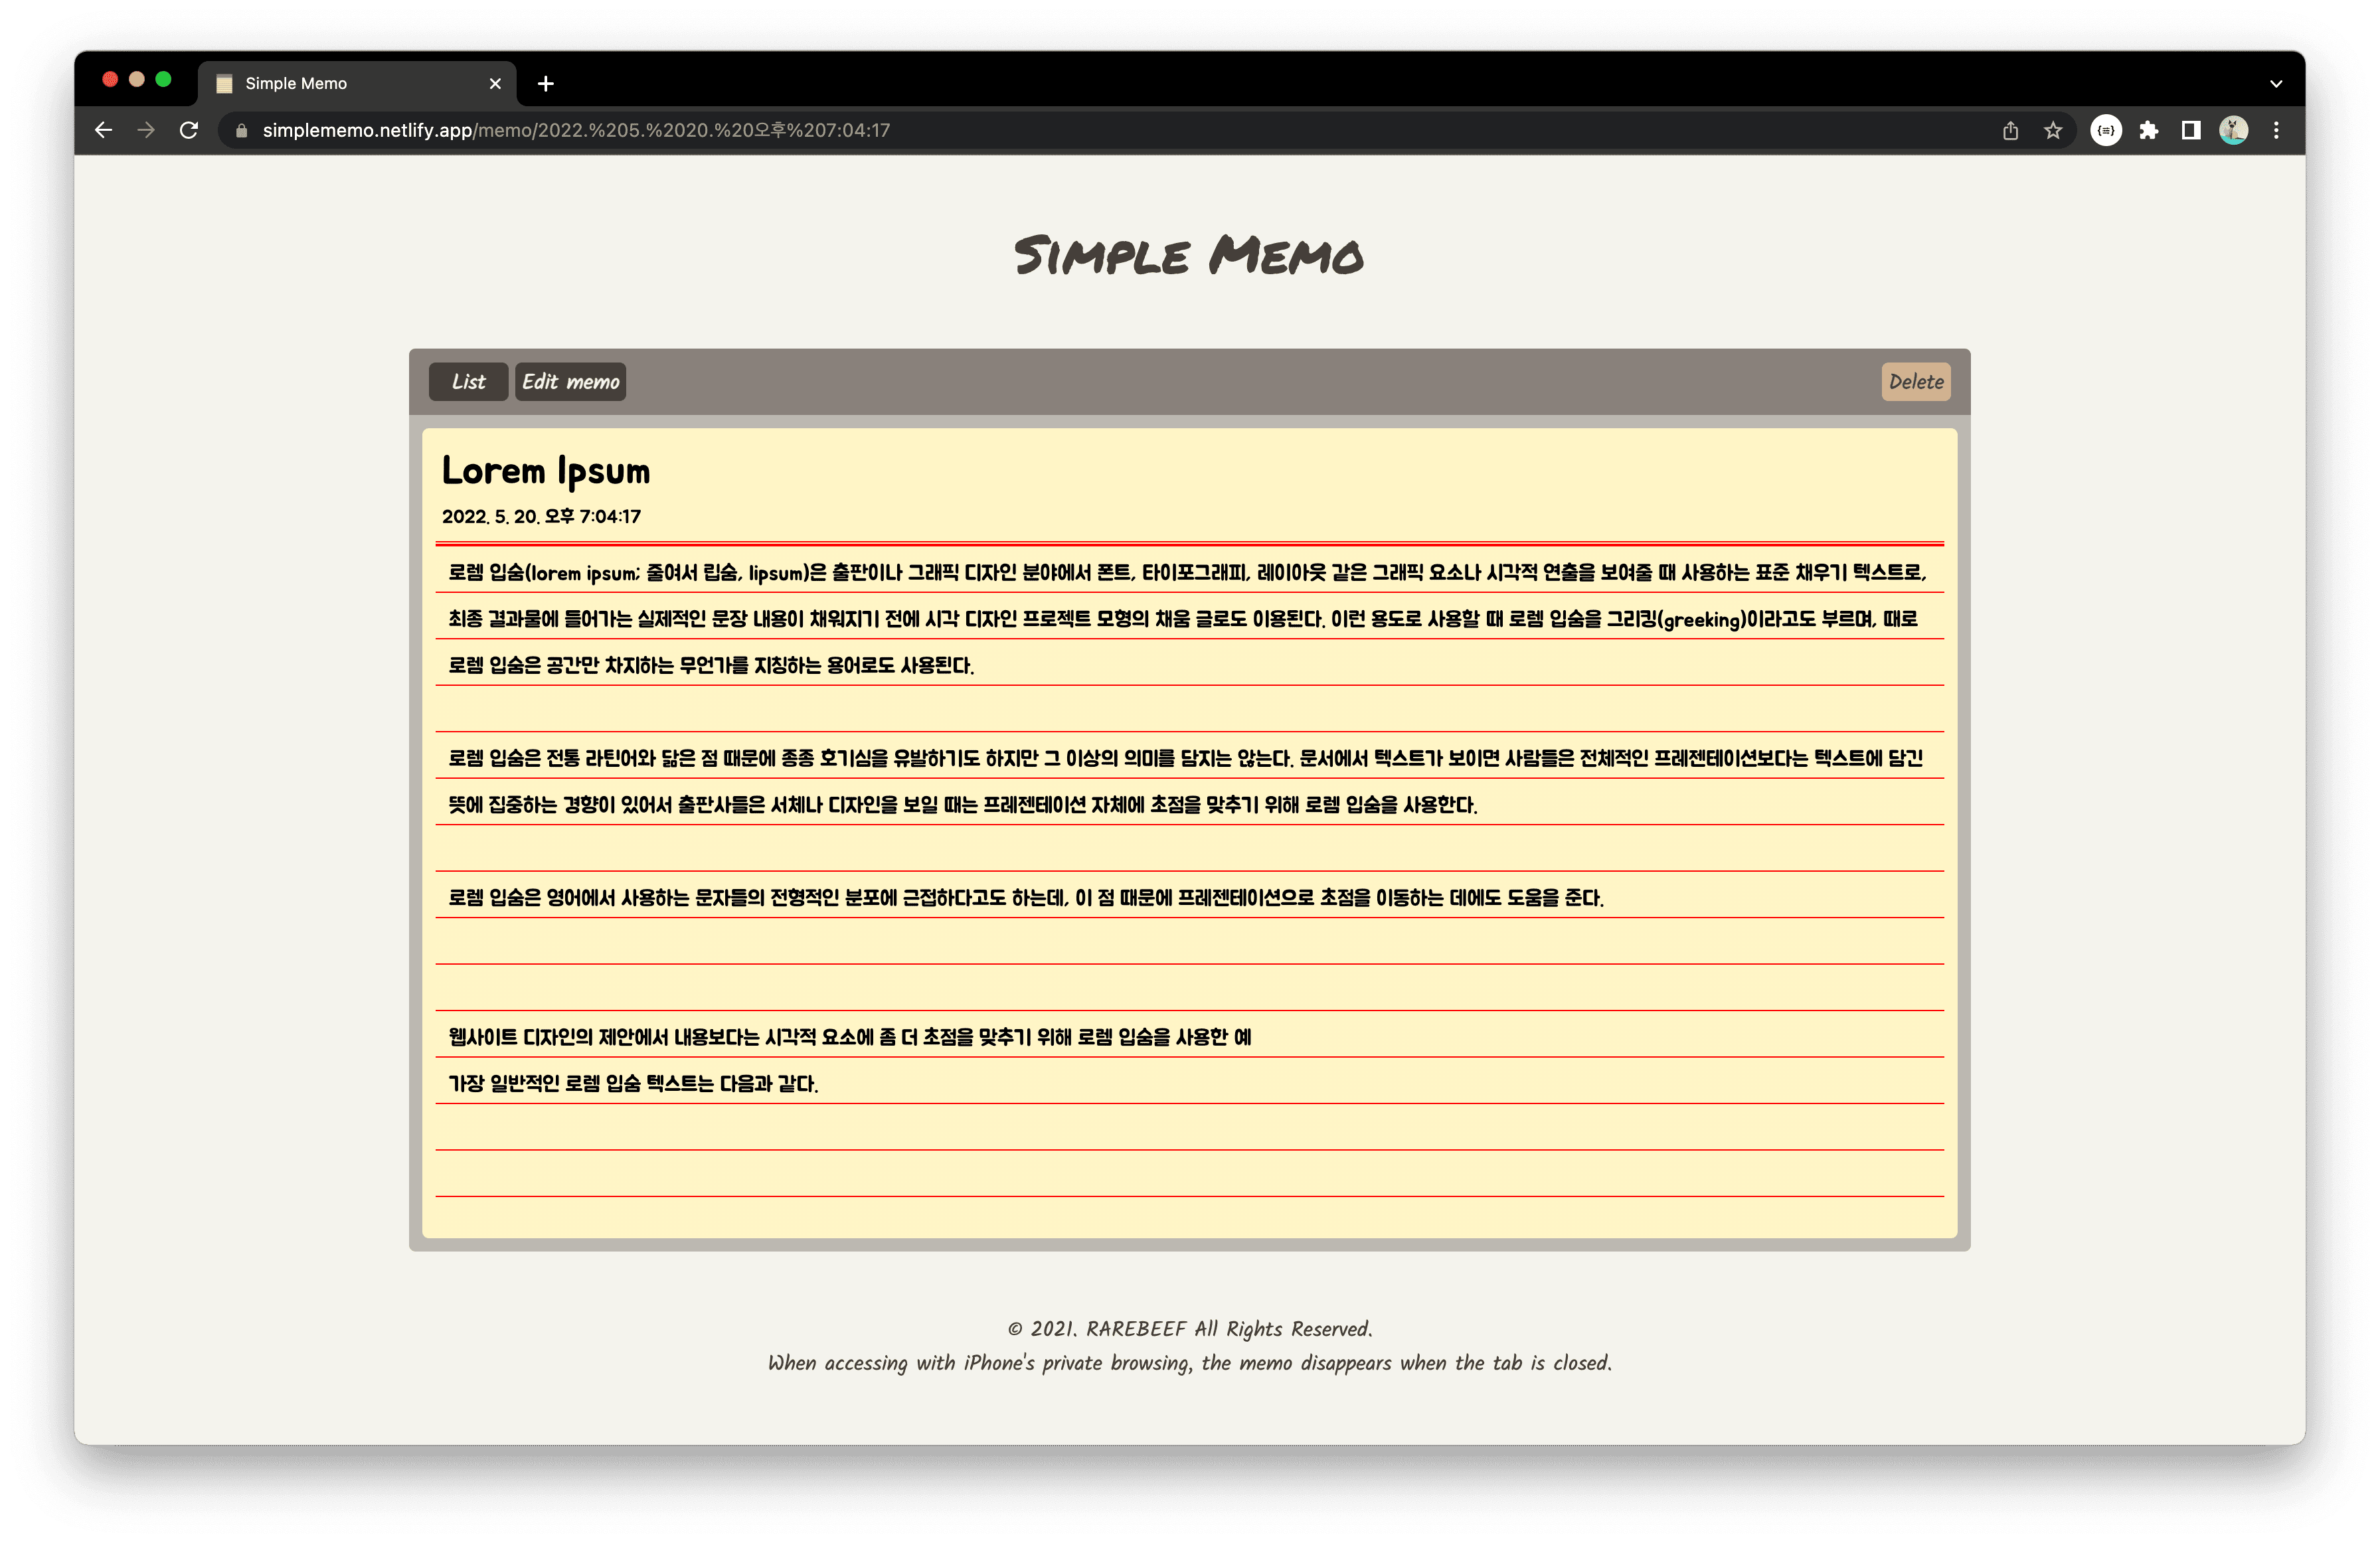 Simple Memo
simplememo.netlify.app/memo/2022.%205.%2020.%20오후%207:04:17
Simple Memo
List
Edit memo
Delete
Lorem Ipsum
2022. 5. 20. 오후 7:04:17
로렘 입숨(lorem ipsum; 줄여서 립숨, lipsum)은 출판이나 그래픽 디자인 분야에서 폰트, 타이포그래피, 레이아웃 같은 그래픽 요소나 시각적 연출을 보여줄 때 사용하는 표준 채우기 텍스트로,
최종 결과물에 들어가는 실제적인 문장 내용이 채워지기 전에 시각 디자인 프로젝트 모형의 채움 글로도 이용된다. 이런 용도로 사용할 때 로렘 입숨을 그리킹(greeking)이라고도 부르며, 때로
로렘 입숨은 공간만 차지하는 무언가를 지칭하는 용어로도 사용된다.
로렘 입숨은 전통 라틴어와 닮은 점 때문에 종종 호기심을 유발하기도 하지만 그 이상의 의미를 담지는 않는다. 문서에서 텍스트가 보이면 사람들은 전체적인 프레젠테이션보다는 텍스트에 담긴
뜻에 집중하는 경향이 있어서 출판사들은 서체나 디자인을 보일 때는 프레젠테이션 자체에 초점을 맞추기 위해 로렘 입숨을 사용한다.
로렘 입숨은 영어에서 사용하는 문자들의 전형적인 분포에 근접하다고도 하는데, 이 점 때문에 프레젠테이션으로 초점을 이동하는 데에도 도움을 준다.
웹사이트 디자인의 제안에서 내용보다는 시각적 요소에 좀 더 초점을 맞추기 위해 로렘 입숨을 사용한 예
가장 일반적인 로렘 입숨 텍스트는 다음과 같다.
© 2021. RAREBEEF All Rights Reserved.
When accessing with iPhone's private browsing, the memo disappears when the tab is closed.